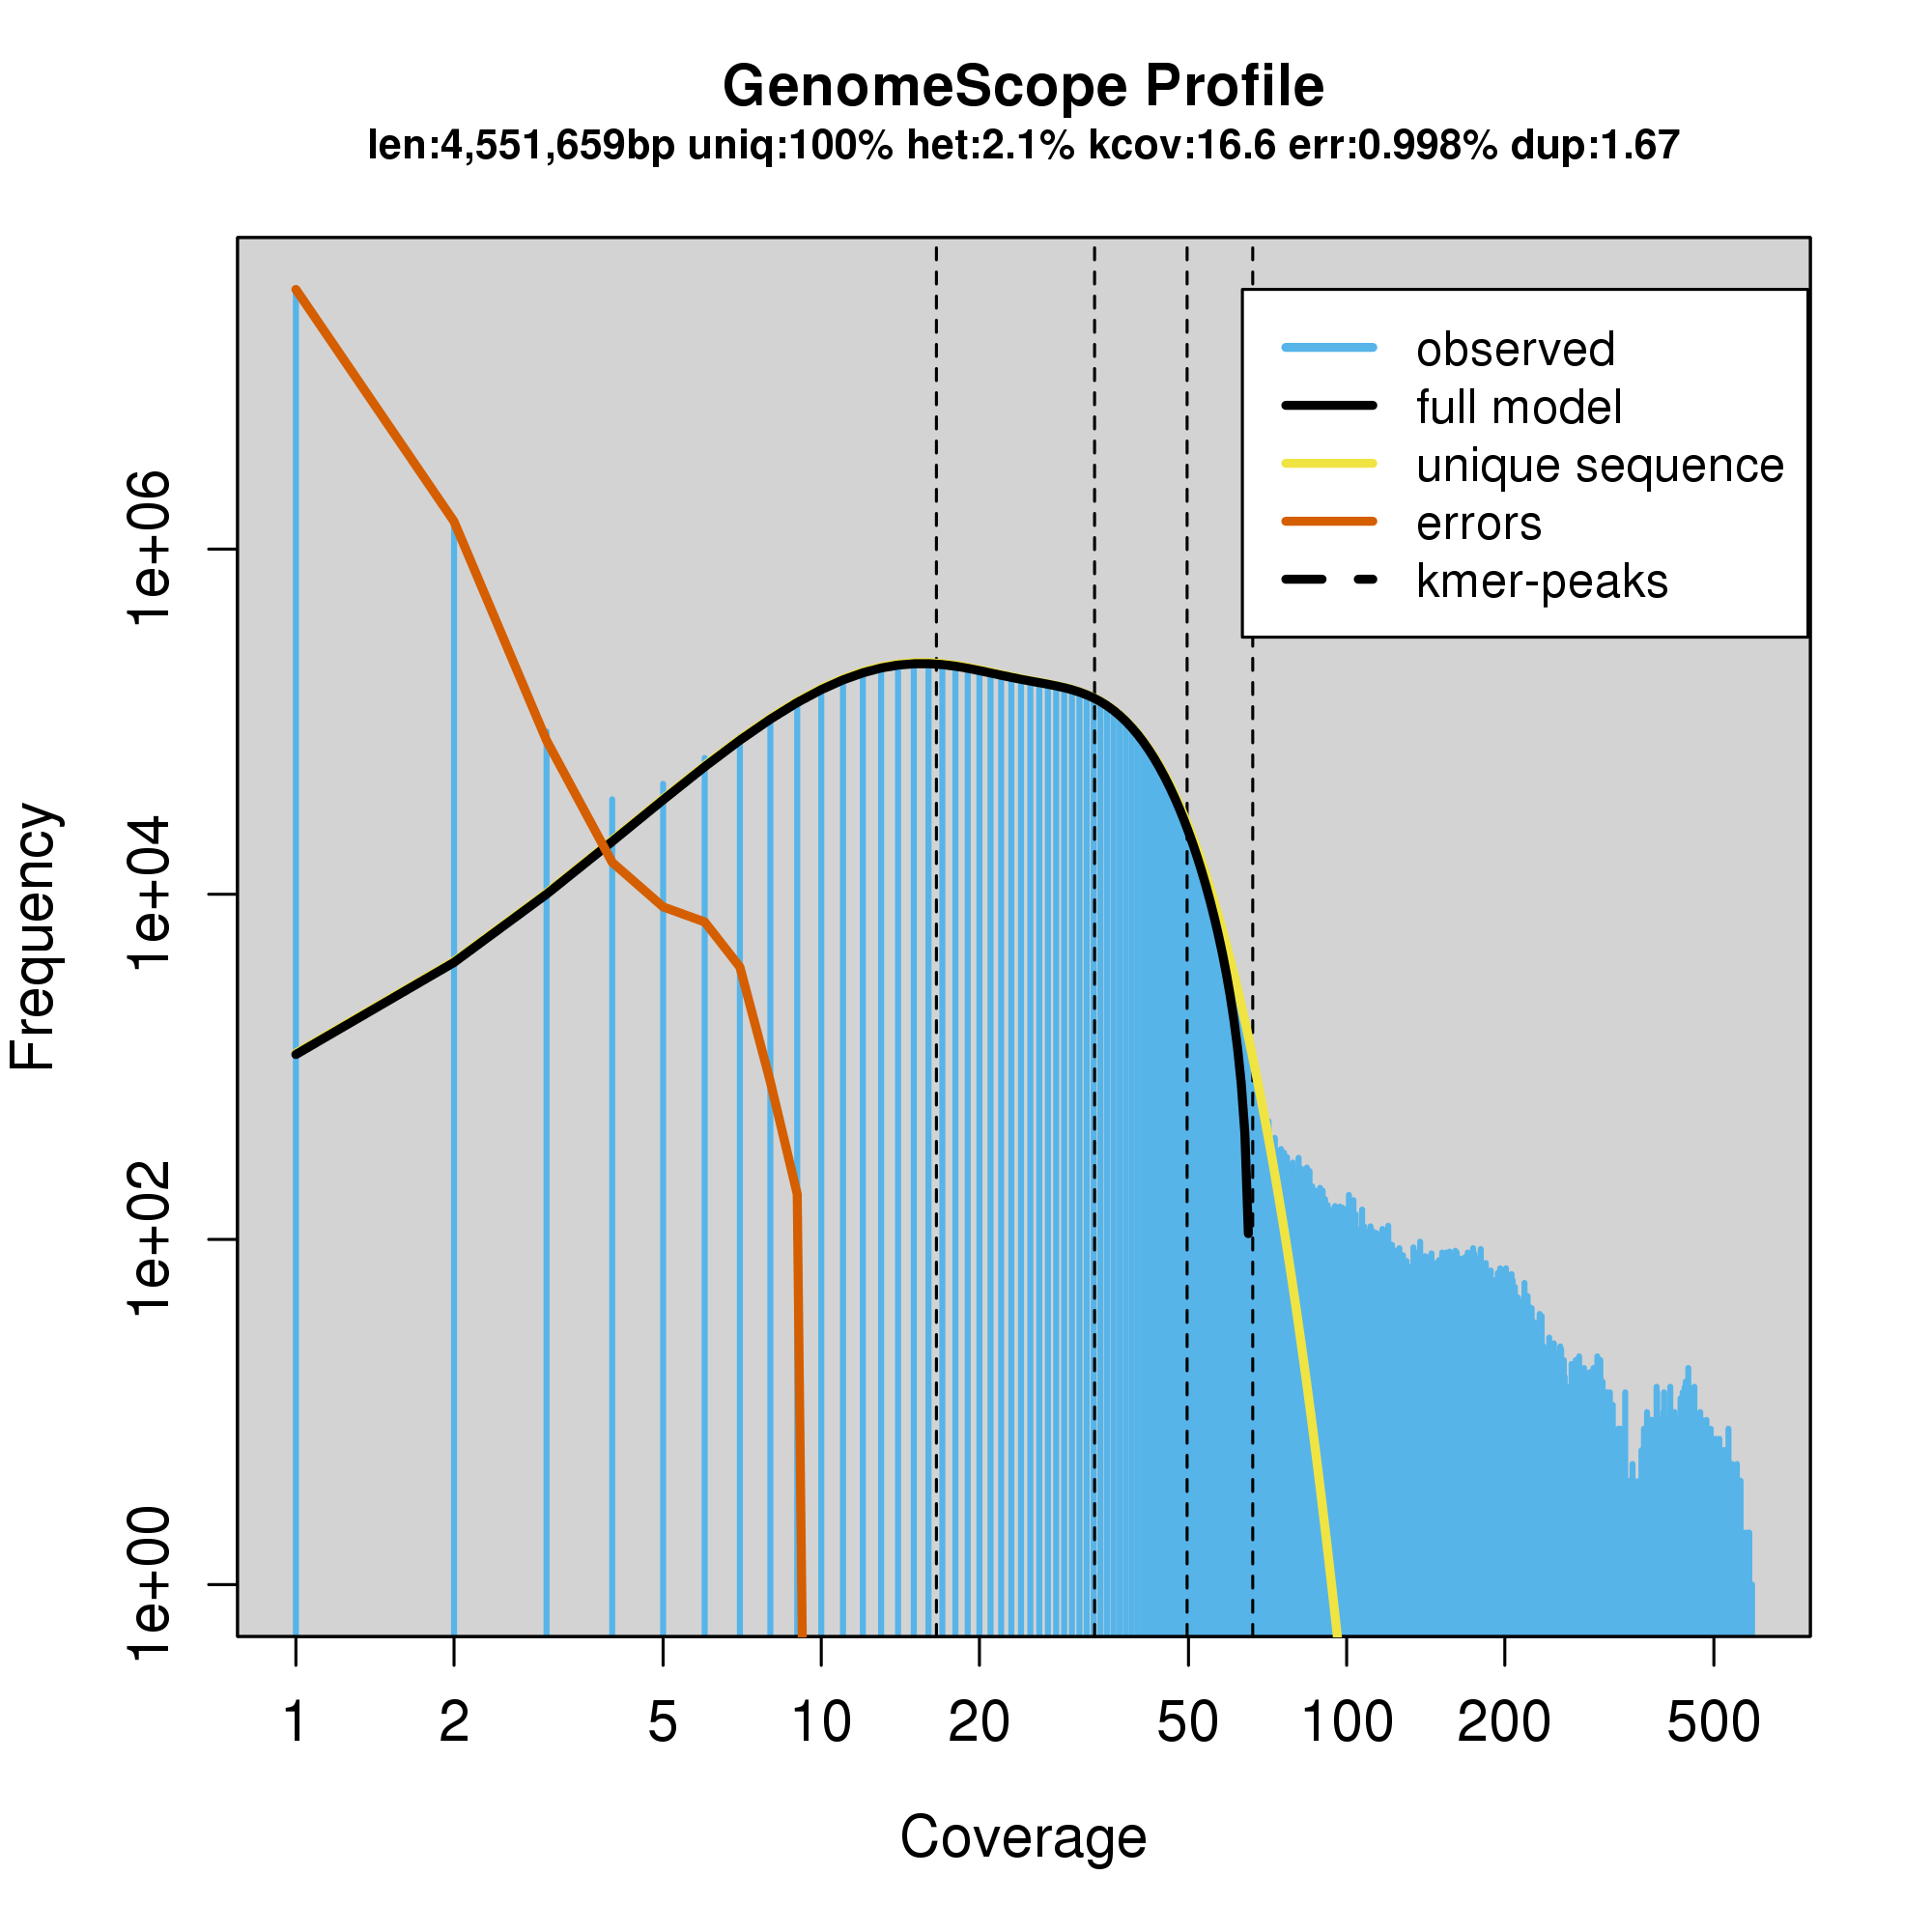 GenomeScope Profile
len:4,551,659bp uniq:100% het:2.1% kcov:16.6 err:0.998% dup:1.67
observed
full model
unique sequence
errors
kmer-peaks
Frequency
1e+06
1e+04
1e+02
1e+00
1 2 5 10 20 50 100 200 500
Coverage